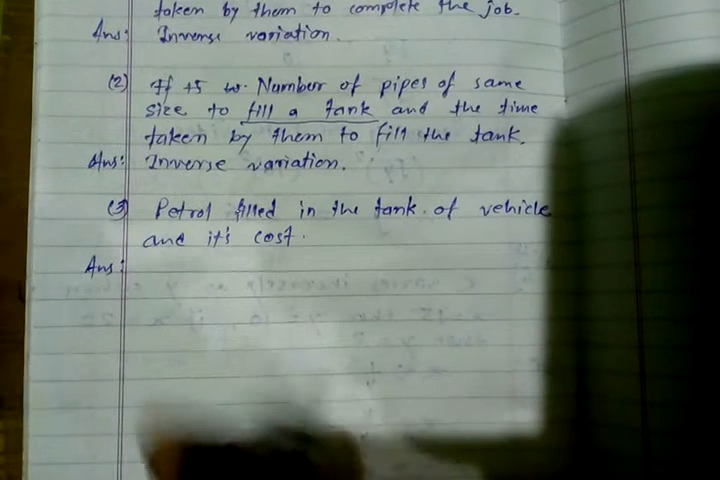 taken by them to complete the job.
Ans: Inverse variation.
(2) If 15 w. Number of pipes of same
size to fill a tank and the time
taken by them to fill the tank.
Ans: Inverse variation.
(3) Petrol filled in the tank of vehicle
and it's cost.
Ans: